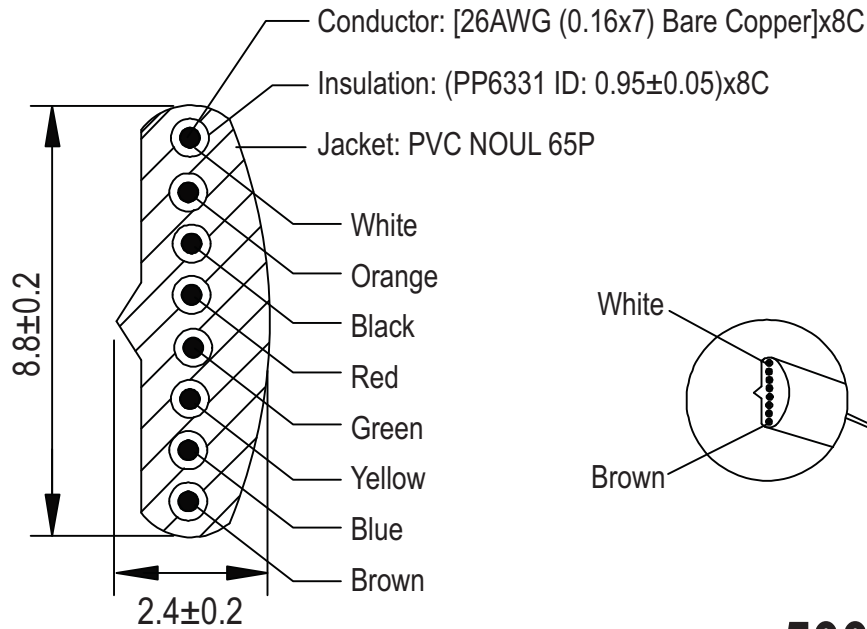 Conductor: [26AWG (0.16x7) Bare Copper]x8C
Insulation: (PP6331 ID: 0.95±0.05)x8C
Jacket: PVC NOUL 65P
White
Orange
Black
Red
Green
Yellow
Blue
Brown
8.8±0.2
2.4±0.2
White
Brown